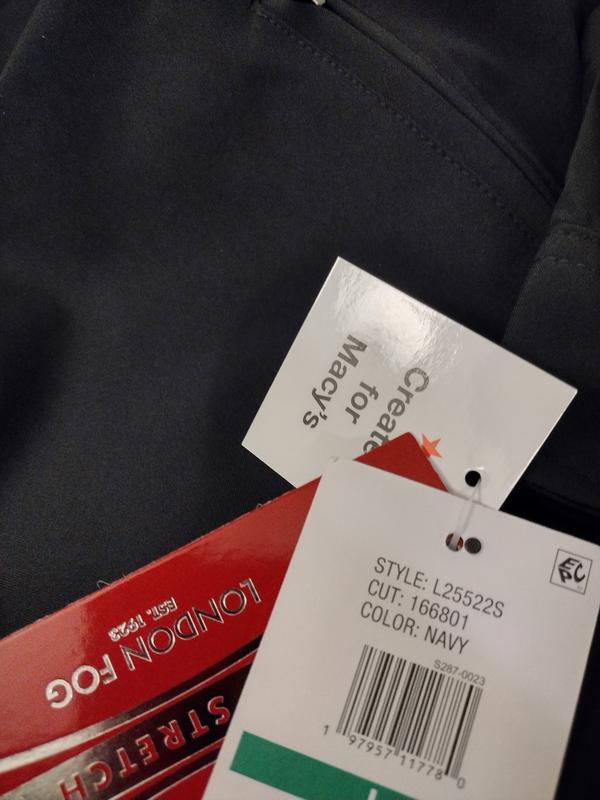 Create
for
Macy's
LONDON FOG
EST. 1923
STRETCH
EPC
STYLE: L25522S
CUT: 166801
COLOR: NAVY
S287-0023
1 97957 11778 0